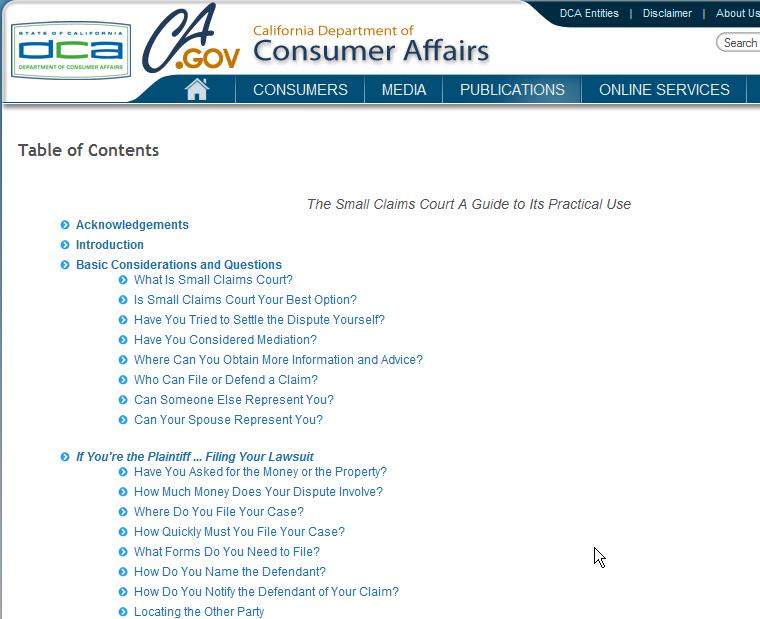 DCA Entities | Disclaimer | About Us
STATE OF CALIFORNIA
dca
DEPARTMENT OF CONSUMER AFFAIRS
CA
.GOV
California Department of
Consumer Affairs
Search
CONSUMERS MEDIA PUBLICATIONS ONLINE SERVICES
Table of Contents
The Small Claims Court A Guide to Its Practical Use
Acknowledgements
Introduction
Basic Considerations and Questions
What Is Small Claims Court?
Is Small Claims Court Your Best Option?
Have You Tried to Settle the Dispute Yourself?
Have You Considered Mediation?
Where Can You Obtain More Information and Advice?
Who Can File or Defend a Claim?
Can Someone Else Represent You?
Can Your Spouse Represent You?
If You're the Plaintiff ... Filing Your Lawsuit
Have You Asked for the Money or the Property?
How Much Money Does Your Dispute Involve?
Where Do You File Your Case?
How Quickly Must You File Your Case?
What Forms Do You Need to File?
How Do You Name the Defendant?
How Do You Notify the Defendant of Your Claim?
Locating the Other Party